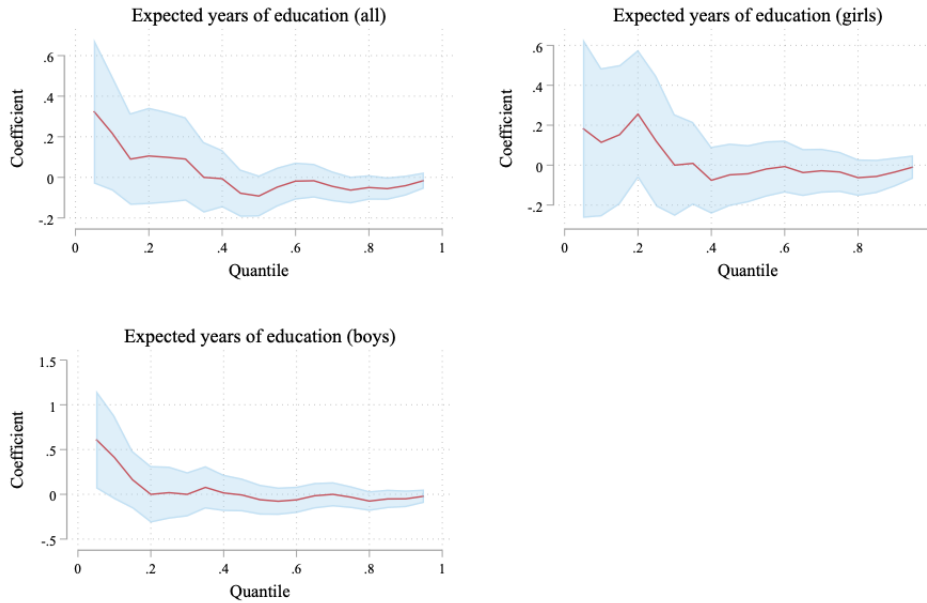 Expected years of education (all)
.6
.4
.2
0
-.2
Coefficient
0 .2 .4 .6 .8 1
Quantile
Expected years of education (girls)
.6
.4
.2
0
-.2
Coefficient
0 .2 .4 .6 .8
Quantile
Expected years of education (boys)
1.5
1
.5
0
-.5
Coefficient
0 .2 .4 .6 .8 1
Quantile